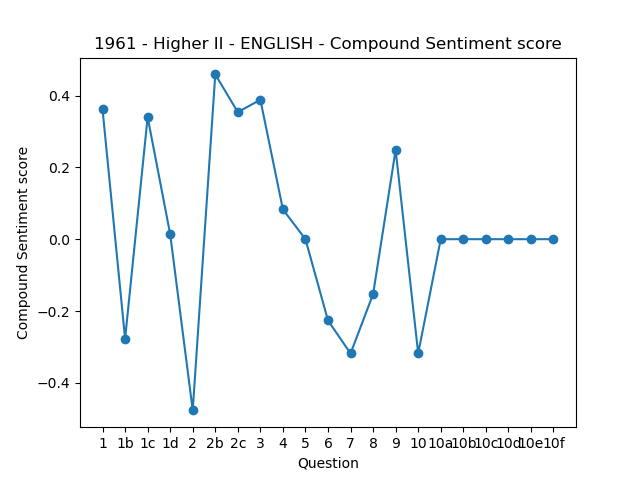 1961 - Higher II - ENGLISH - Compound Sentiment score
Compound Sentiment score
0.4
0.2
0.0
−0.2
−0.4
1 1b 1c 1d 2 2b 2c 3 4 5 6 7 8 9 10 10a 10b 10c 10d 10e 10f
Question